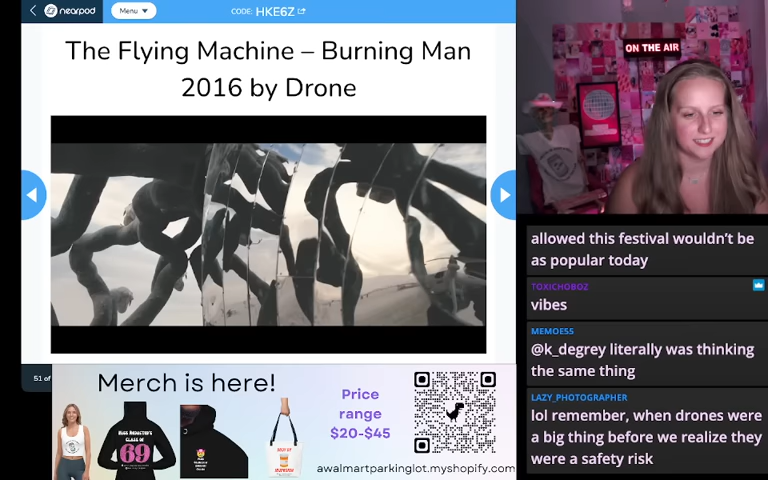 nearpod
Menu
CODE: HKE6Z
ON THE AIR
The Flying Machine – Burning Man
2016 by Drone
allowed this festival wouldn't be
as popular today
TOXICHOBOZ
vibes
MEMOESS
@k_degrey literally was thinking
the same thing
LAZY_PHOTOGRAPHER
lol remember, when drones were
a big thing before we realize they
were a safety risk
51 of
Merch is here!
Price
range
$20-$45
CLASS OF
69
awalmartparkinglot.myshopify.com